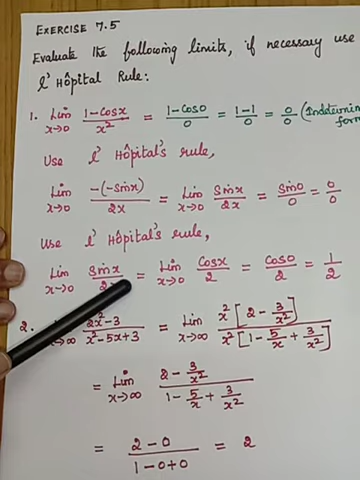 EXERCISE 7.5
Evaluate the following limits, if necessary use
l' Hôpital Rule:
1. Lim x→0 (1-cosx)/x² = (1-cos0)/0 = (1-1)/0 = 0/0 (Indeterm
form
Use l' Hôpital's rule,
Lim x→0 -(-sinx)/2x = Lim x→0 sinx/2x = sin0/0 = 0/0
Use l' Hôpital's rule,
Lim x→0 sinx/2x = Lim x→0 cosx/2 = cos0/2 = 1/2
2. x→∞ (2x²-3)/(x²-5x+3) = Lim x→∞ x²[2-3/x²]/x²[1-5/x+3/x²]
= Lim x→∞ (2-3/x²)/(1-5/x+3/x²)
= (2-0)/(1-0+0) = 2